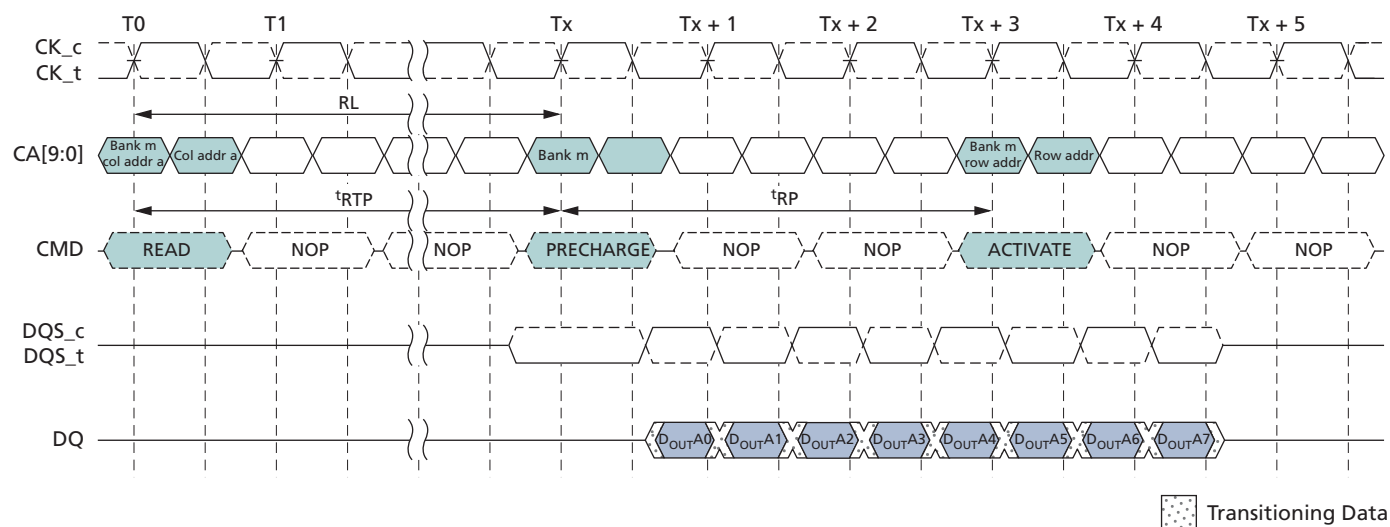 T0 T1 Tx Tx + 1 Tx + 2 Tx + 3 Tx + 4 Tx + 5
CK_c
CK_t
RL
CA[9:0] Bank m col addr a Col addr a Bank m Bank m row addr Row addr
tRTP tRP
CMD READ NOP NOP PRECHARGE NOP NOP ACTIVATE NOP NOP
DQS_c
DQS_t
DQ DOUTA0 DOUTA1 DOUTA2 DOUTA3 DOUTA4 DOUTA5 DOUTA6 DOUTA7
Transitioning Data